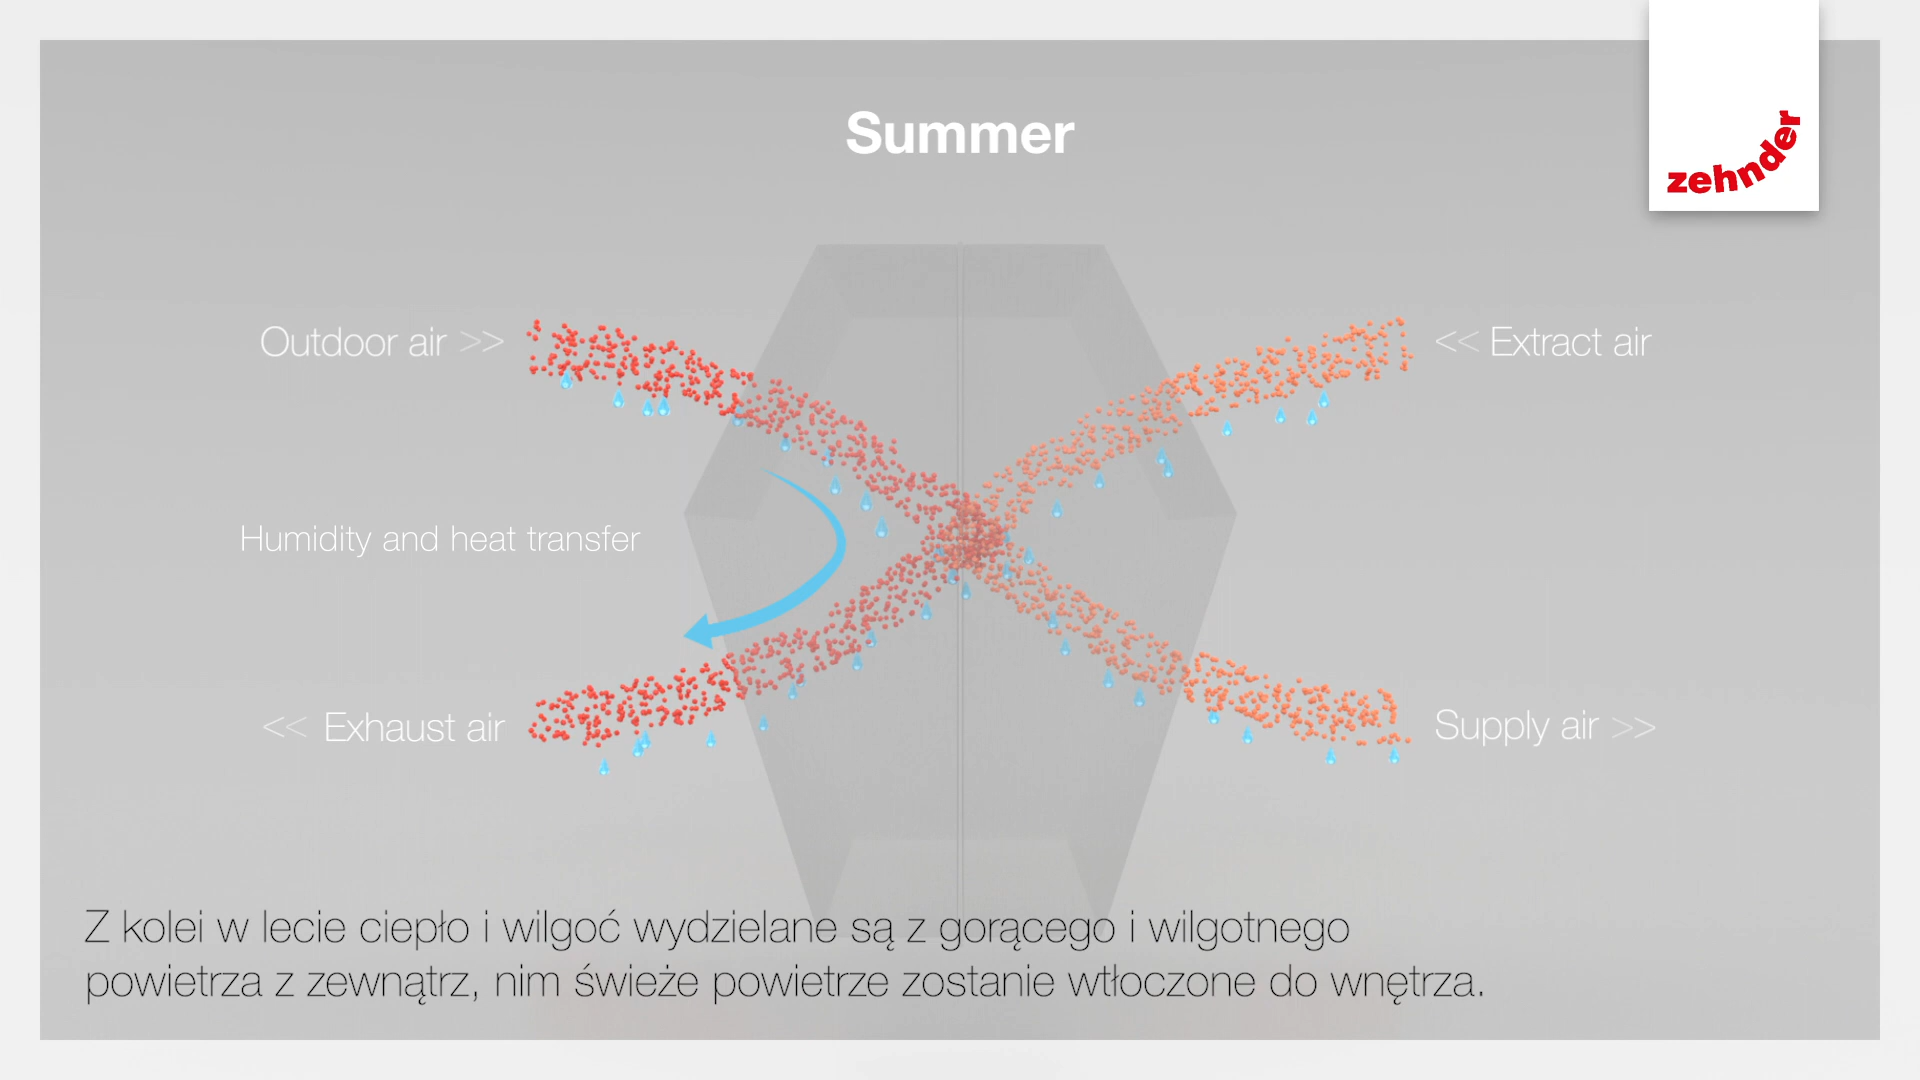 Summer
zehnder
Outdoor air >>
<< Extract air
Humidity and heat transfer
<< Exhaust air
Supply air >>
Z kolei w lecie ciepło i wilgoć wydzielane są z gorącego i wilgotnego
powietrza z zewnątrz, nim świeże powietrze zostanie wtłoczone do wnętrza.